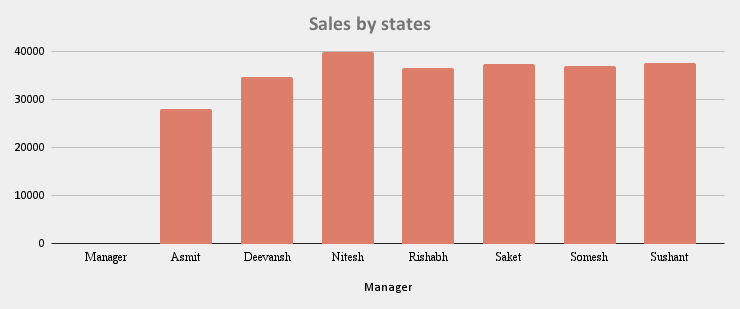 Sales by states
40000
30000
20000
10000
0
Manager Asmit Deevansh Nitesh Rishabh Saket Somesh Sushant
Manager